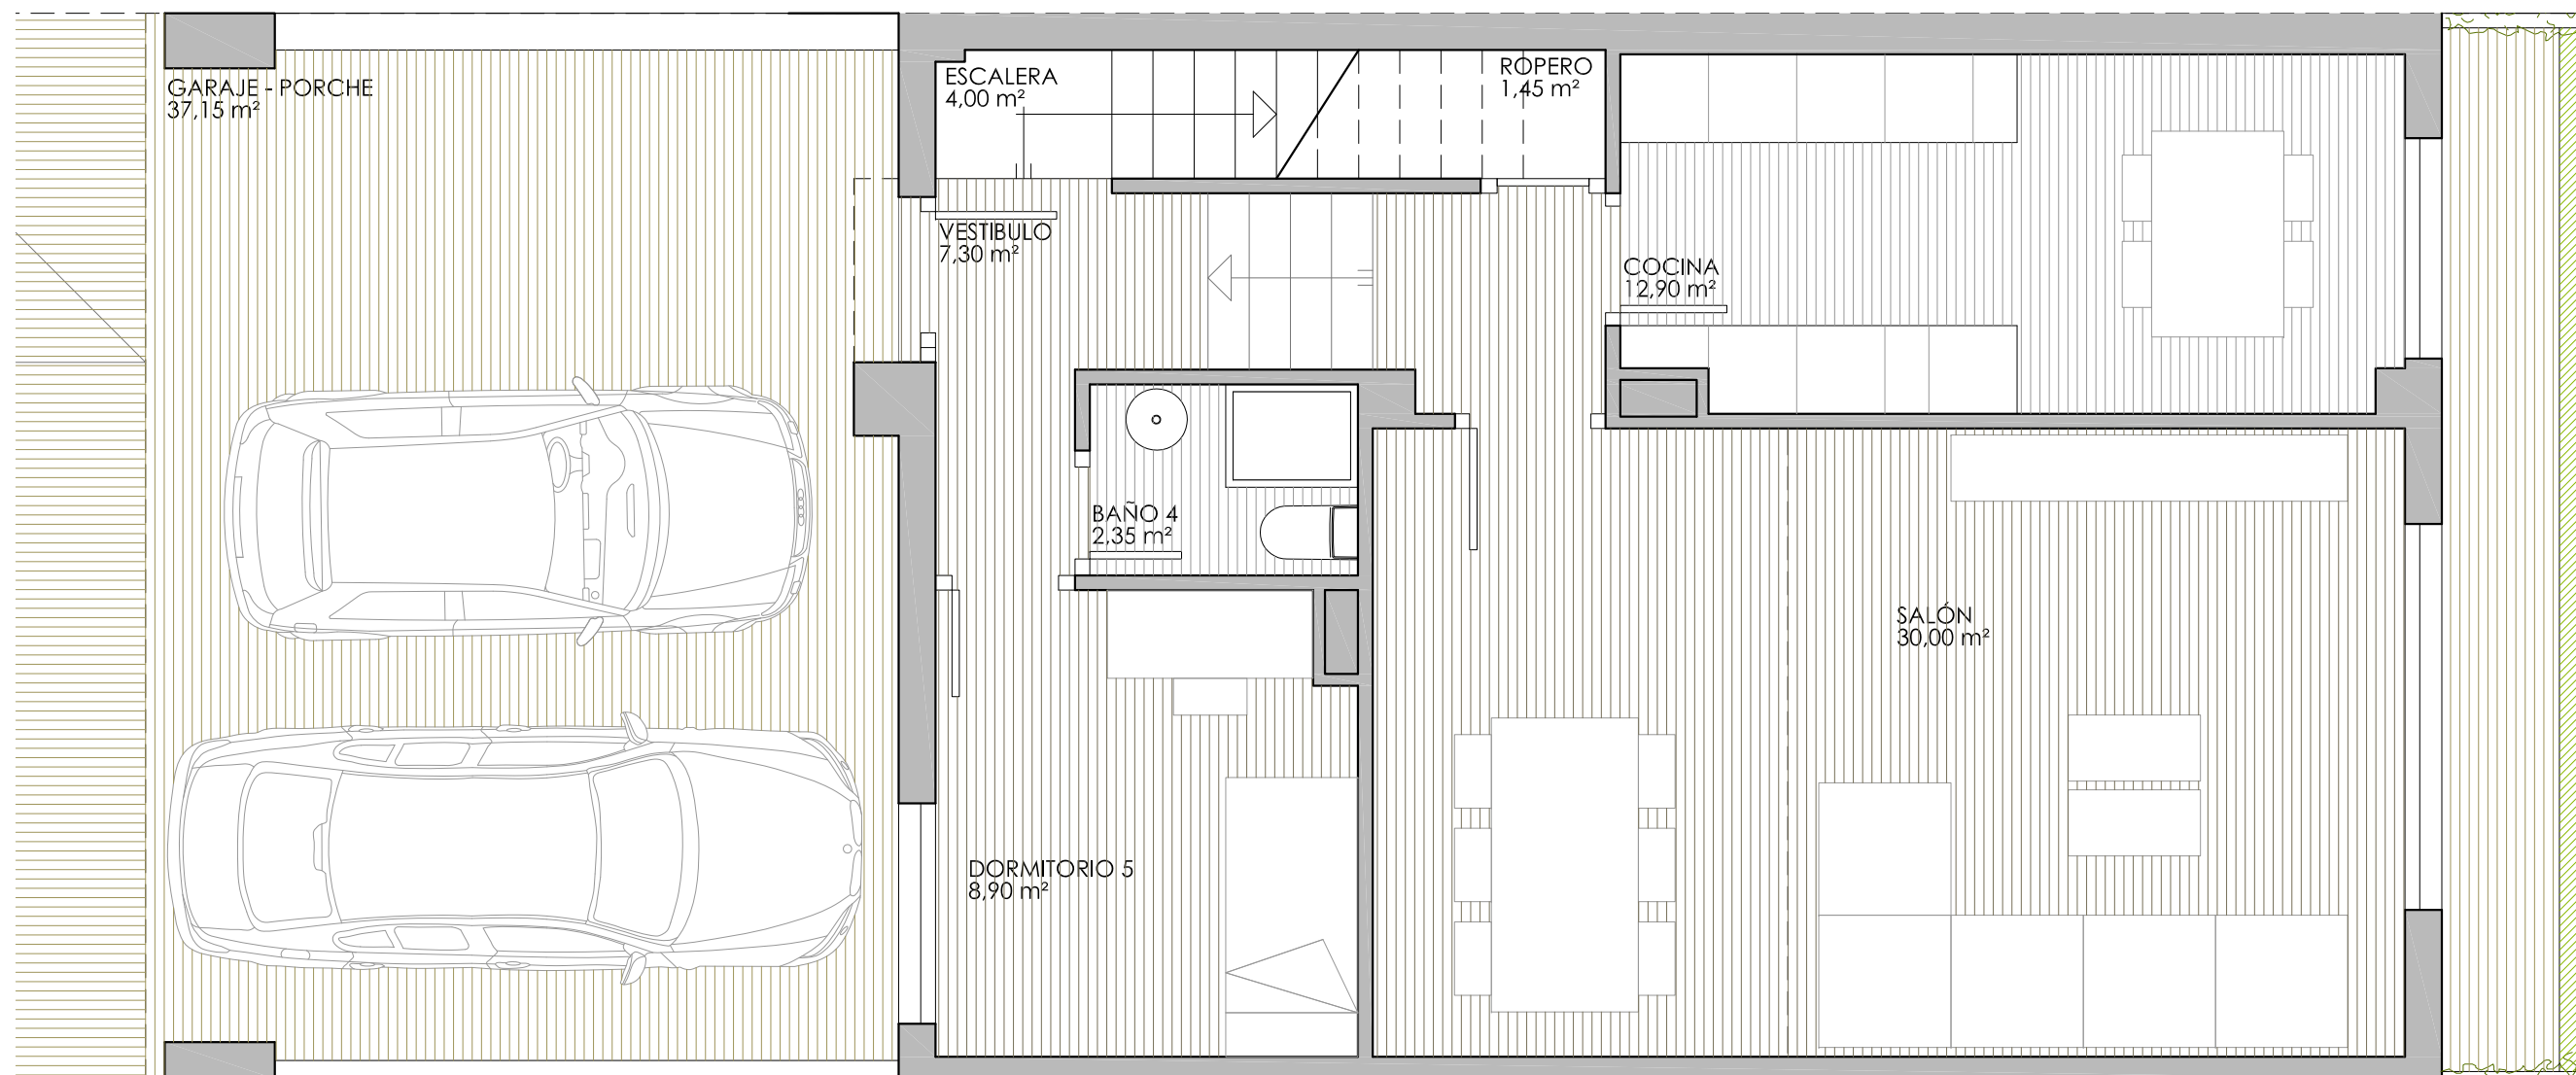 GARAJE - PORCHE
37,15 m²
ESCALERA
4,00 m²
ROPERO
1,45 m²
VESTIBULO
7,30 m²
COCINA
12,90 m²
BAÑO 4
2,35 m²
SALÓN
30,00 m²
DORMITORIO 5
8,90 m²